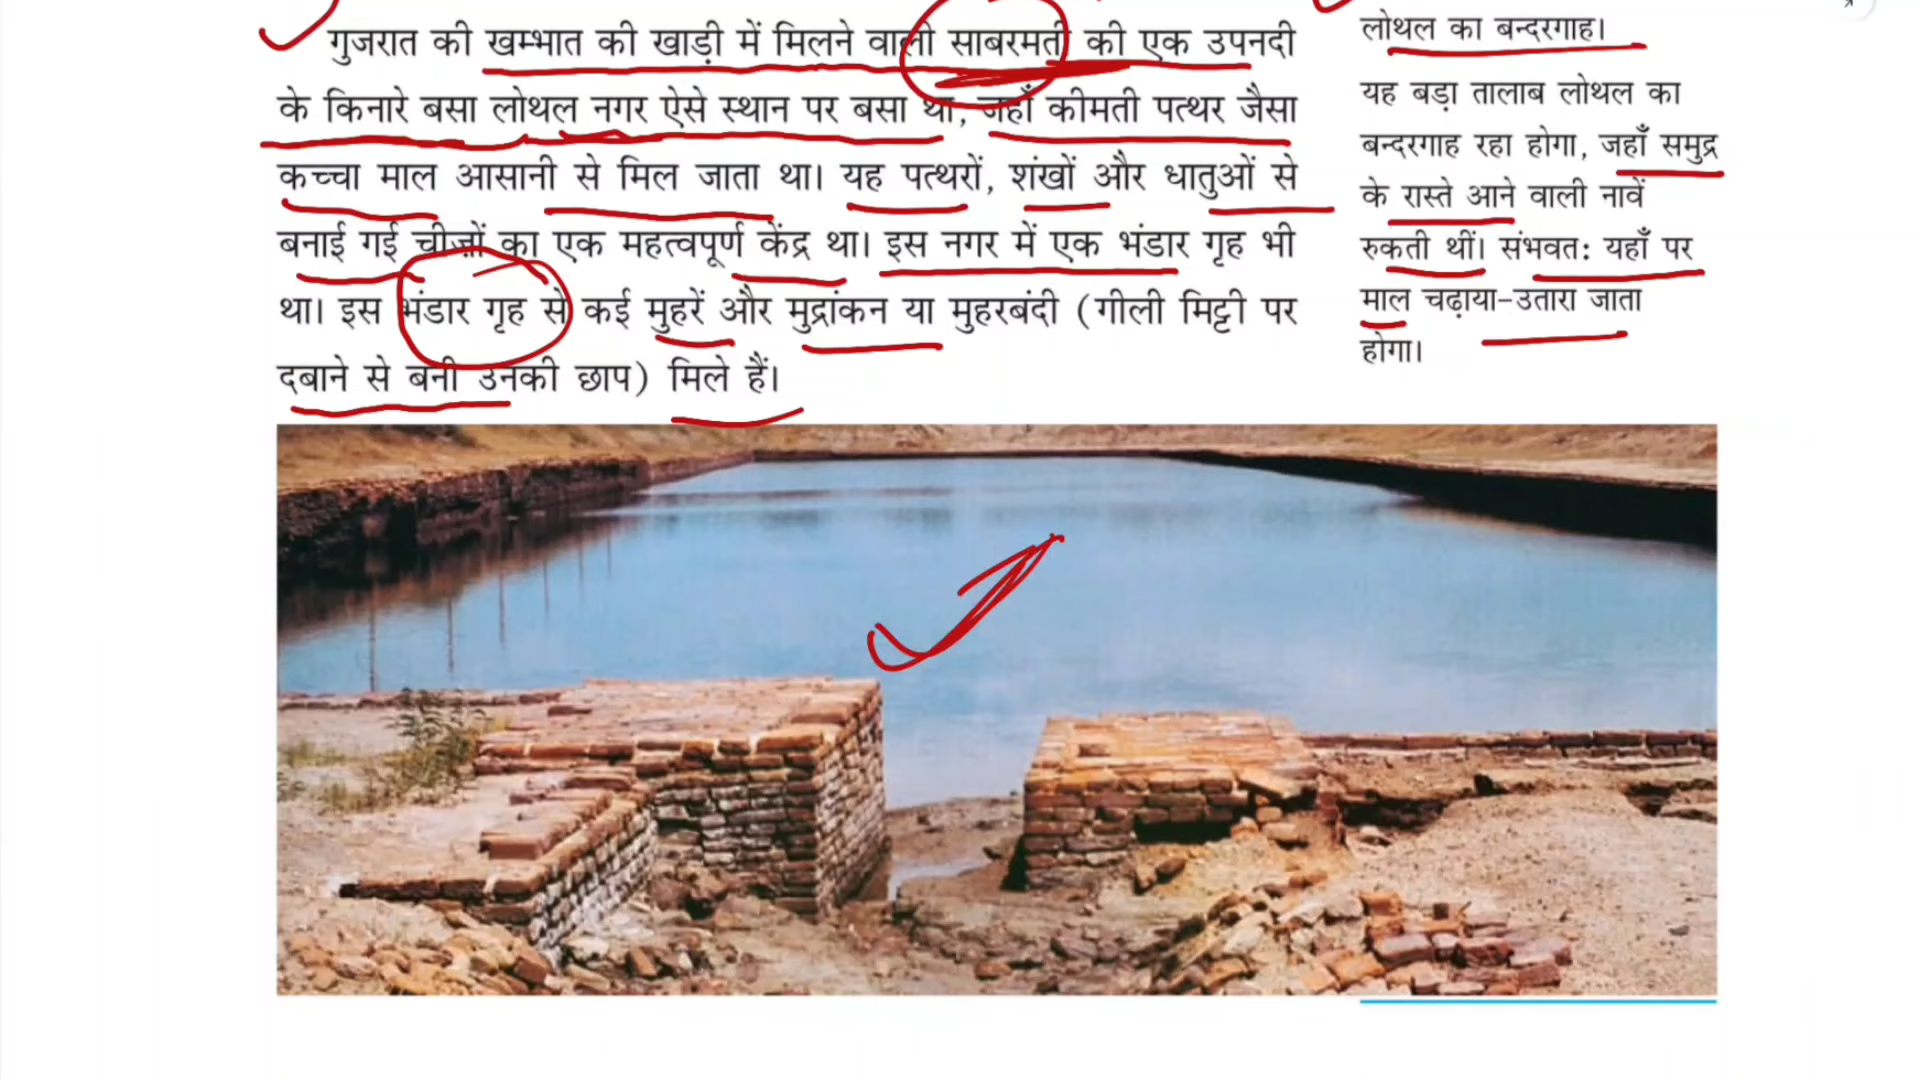 गुजरात की खम्भात की खाड़ी में मिलने वाली साबरमती की एक उपनदी
के किनारे बसा लोथल नगर ऐसे स्थान पर बसा था, जहाँ कीमती पत्थर जैसा
कच्चा माल आसानी से मिल जाता था। यह पत्थरों, शंखों और धातुओं से
बनाई गई चीज़ों का एक महत्वपूर्ण केंद्र था। इस नगर में एक भंडार गृह भी
था। इस भंडार गृह से कई मुहरें और मुद्रांकन या मुहरबंदी (गीली मिट्टी पर
दबाने से बनी उनकी छाप) मिले हैं।
लोथल का बन्दरगाह।
यह बड़ा तालाब लोथल का
बन्दरगाह रहा होगा, जहाँ समुद्र
के रास्ते आने वाली नावें
रुकती थीं। संभवत: यहाँ पर
माल चढ़ाया-उतारा जाता
होगा।